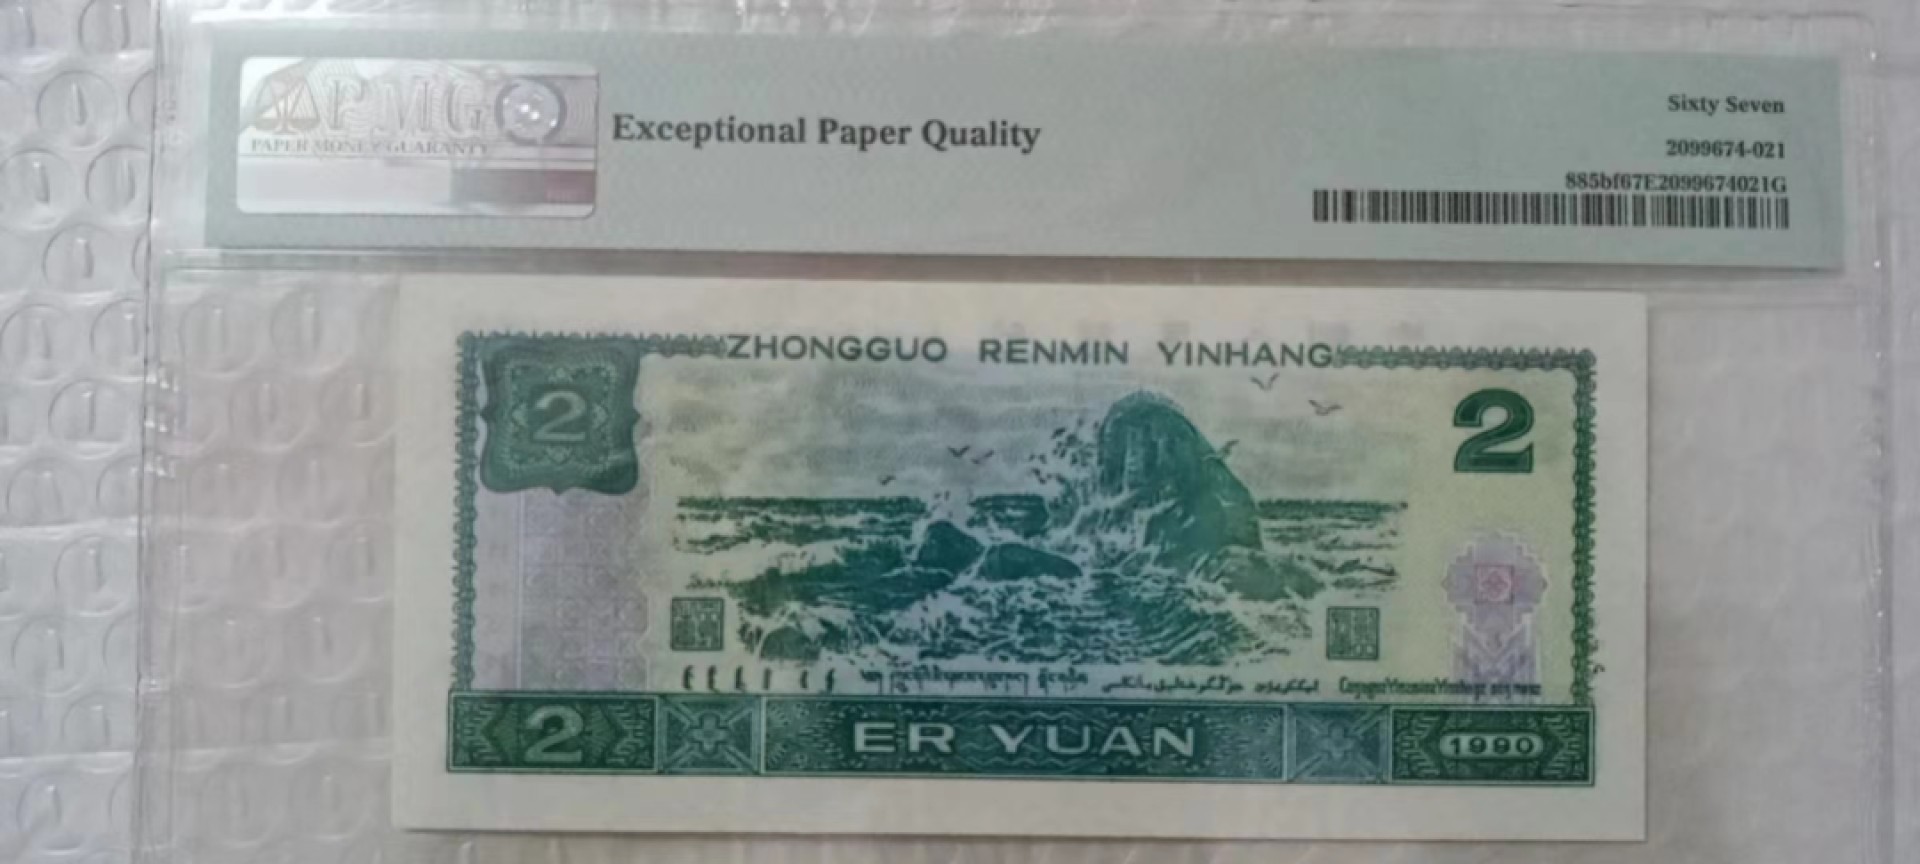 PMG
PAPER MONEY GUARANTY
Exceptional Paper Quality
Sixty Seven
2099674-021
885bf67E2099674021G
ZHONGGUO RENMIN YINHANG
2
2
2
ER YUAN
1990